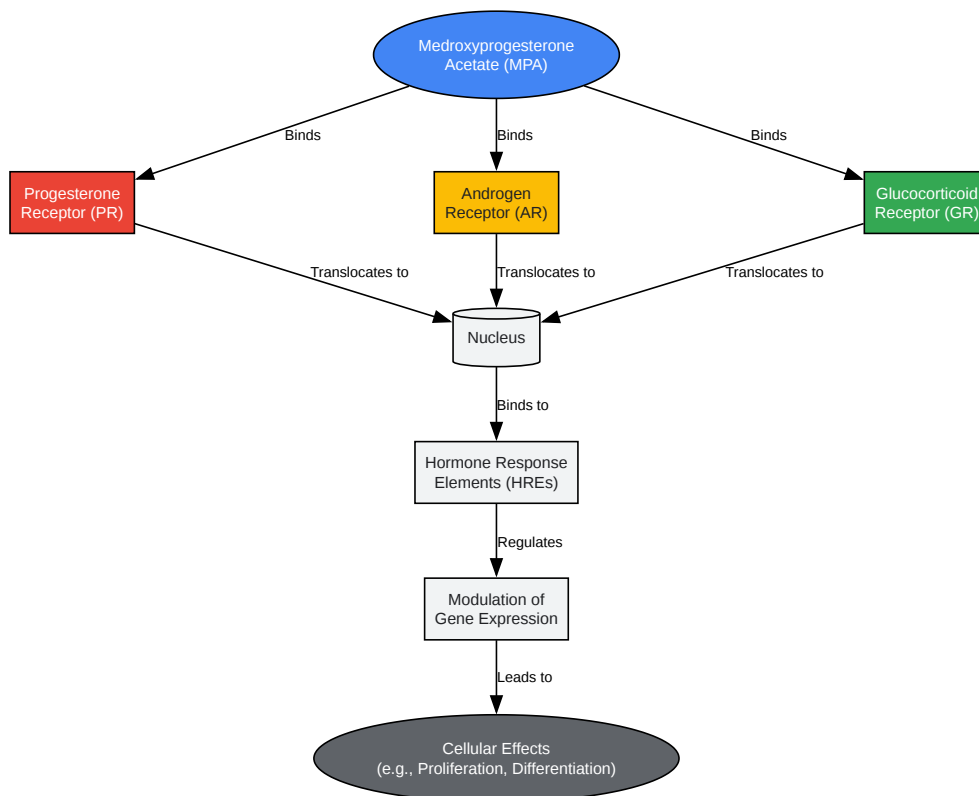 Medroxyprogesterone
Acetate (MPA)
Binds
Binds
Binds
Progesterone
Receptor (PR)
Androgen
Receptor (AR)
Glucocorticoid
Receptor (GR)
Translocates to
Translocates to
Translocates to
Nucleus
Binds to
Hormone Response
Elements (HREs)
Regulates
Modulation of
Gene Expression
Leads to
Cellular Effects
(e.g., Proliferation, Differentiation)